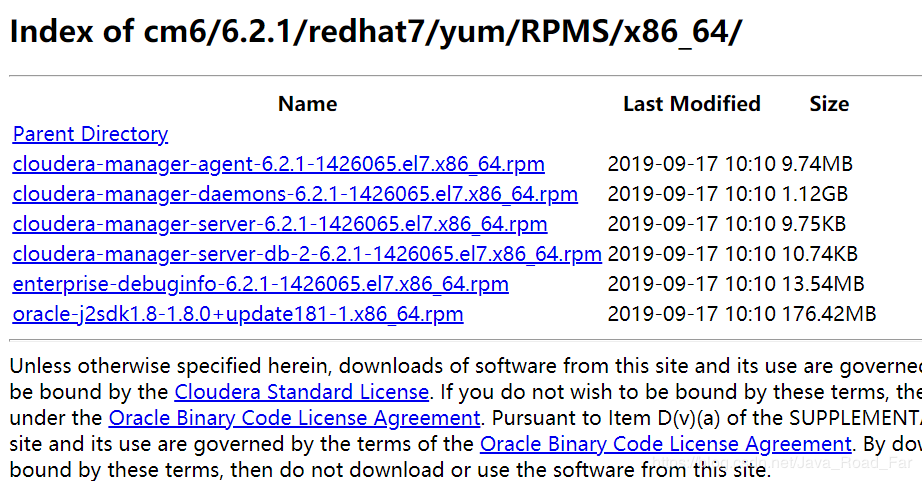 Index of cm6/6.2.1/redhat7/yum/RPMS/x86_64/
Name Last Modified Size
Parent Directory
cloudera-manager-agent-6.2.1-1426065.el7.x86_64.rpm 2019-09-17 10:10 9.74MB
cloudera-manager-daemons-6.2.1-1426065.el7.x86_64.rpm 2019-09-17 10:10 1.12GB
cloudera-manager-server-6.2.1-1426065.el7.x86_64.rpm 2019-09-17 10:10 9.75KB
cloudera-manager-server-db-2-6.2.1-1426065.el7.x86_64.rpm 2019-09-17 10:10 10.74KB
enterprise-debuginfo-6.2.1-1426065.el7.x86_64.rpm 2019-09-17 10:10 13.54MB
oracle-j2sdk1.8-1.8.0+update181-1.x86_64.rpm 2019-09-17 10:10 176.42MB
Unless otherwise specified herein, downloads of software from this site and its use are governe
be bound by the Cloudera Standard License. If you do not wish to be bound by these terms, the
under the Oracle Binary Code License Agreement. Pursuant to Item D(v)(a) of the SUPPLEMENT
site and its use are governed by the terms of the Oracle Binary Code License Agreement. By dow
bound by these terms, then do not download or use the software from this site.